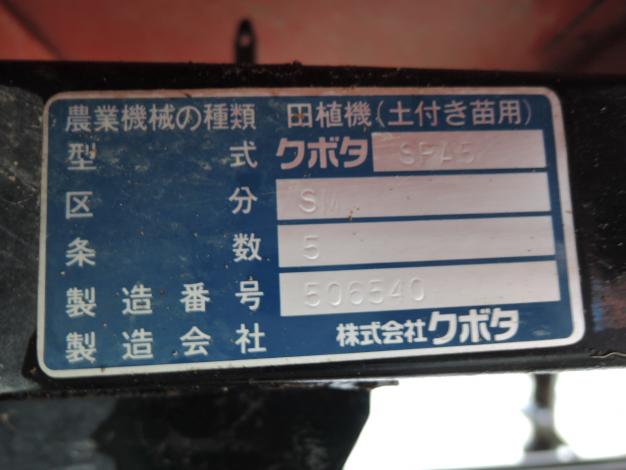 農業機械の種類 田植機(土付き苗用)
型式 クボタ SPA5
区分 SM
条数 5
製造番号 506540
製造会社 株式会社クボタ